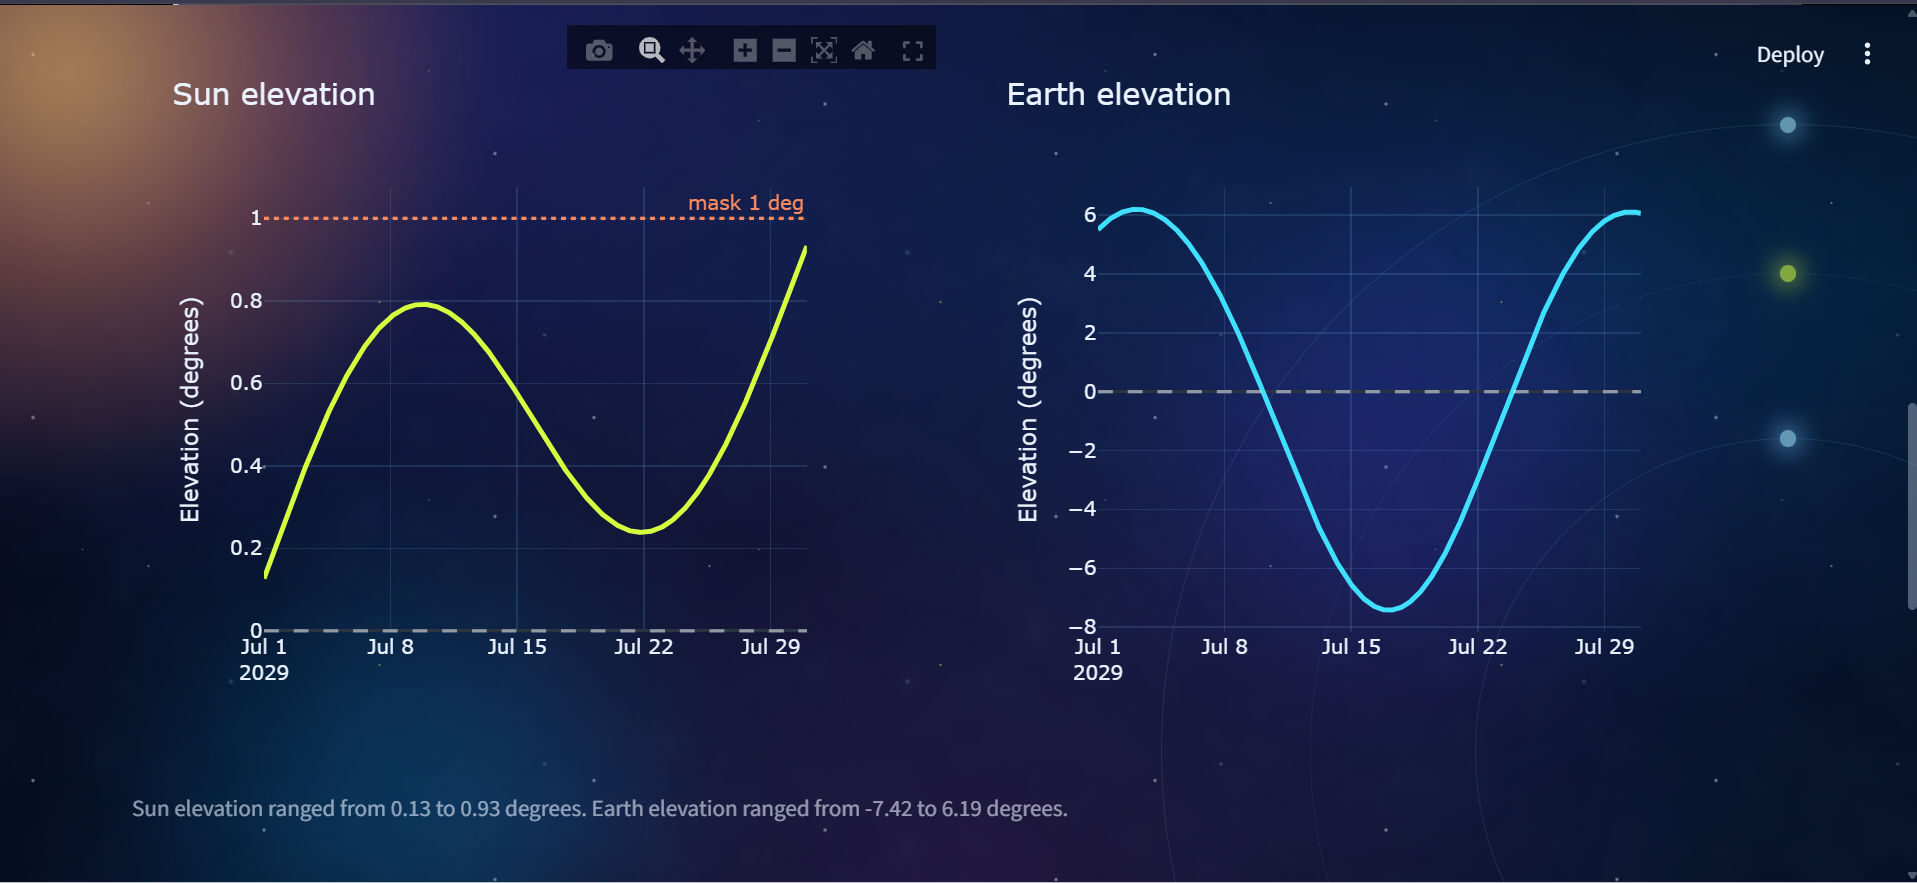 Deploy
Sun elevation
Earth elevation
mask 1 deg
Elevation (degrees)
1
0.8
0.6
0.4
0.2
0
Jul 1
2029
Jul 8
Jul 15
Jul 22
Jul 29
Elevation (degrees)
6
4
2
0
−2
−4
−6
−8
Jul 1
2029
Jul 8
Jul 15
Jul 22
Jul 29
Sun elevation ranged from 0.13 to 0.93 degrees. Earth elevation ranged from -7.42 to 6.19 degrees.